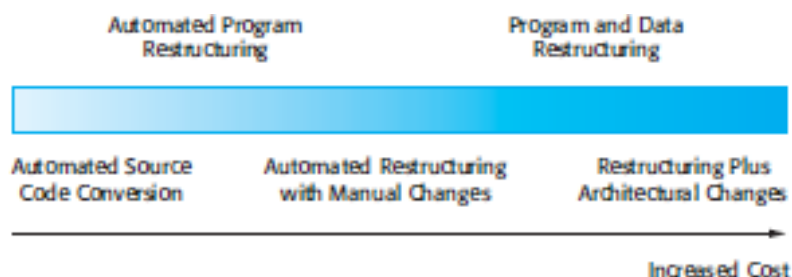 Automated Program
Restructuring
Program and Data
Restructuring
Automated Source
Code Conversion
Automated Restructuring
with Manual Changes
Restructuring Plus
Architectural Changes
Increased Cost